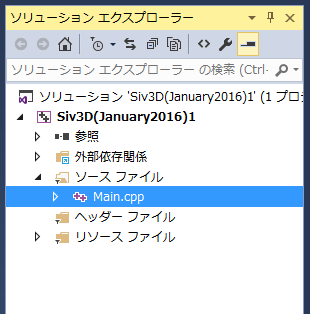 ソリューション エクスプローラー
ソリューション エクスプローラー の検索 (Ctrl-
ソリューション 'Siv3D(January2016)1' (1 プロ
Siv3D(January2016)1
参照
外部依存関係
ソース ファイル
Main.cpp
ヘッダー ファイル
リソース ファイル